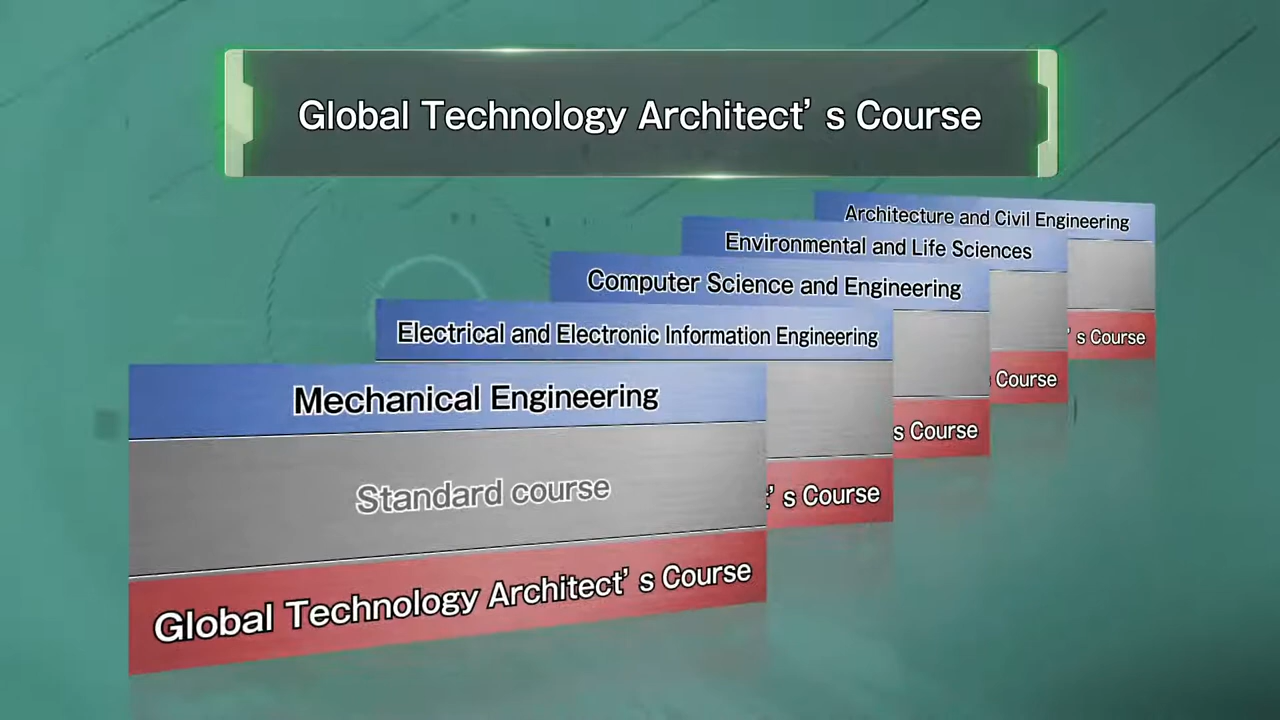 Global Technology Architect’ s Course
Architecture and Civil Engineering
Environmental and Life Sciences
Computer Science and Engineering
Electrical and Electronic Information Engineering
Mechanical Engineering
Standard course
Global Technology Architect’ s Course
’ s Course
s Course
Course
’ s Course